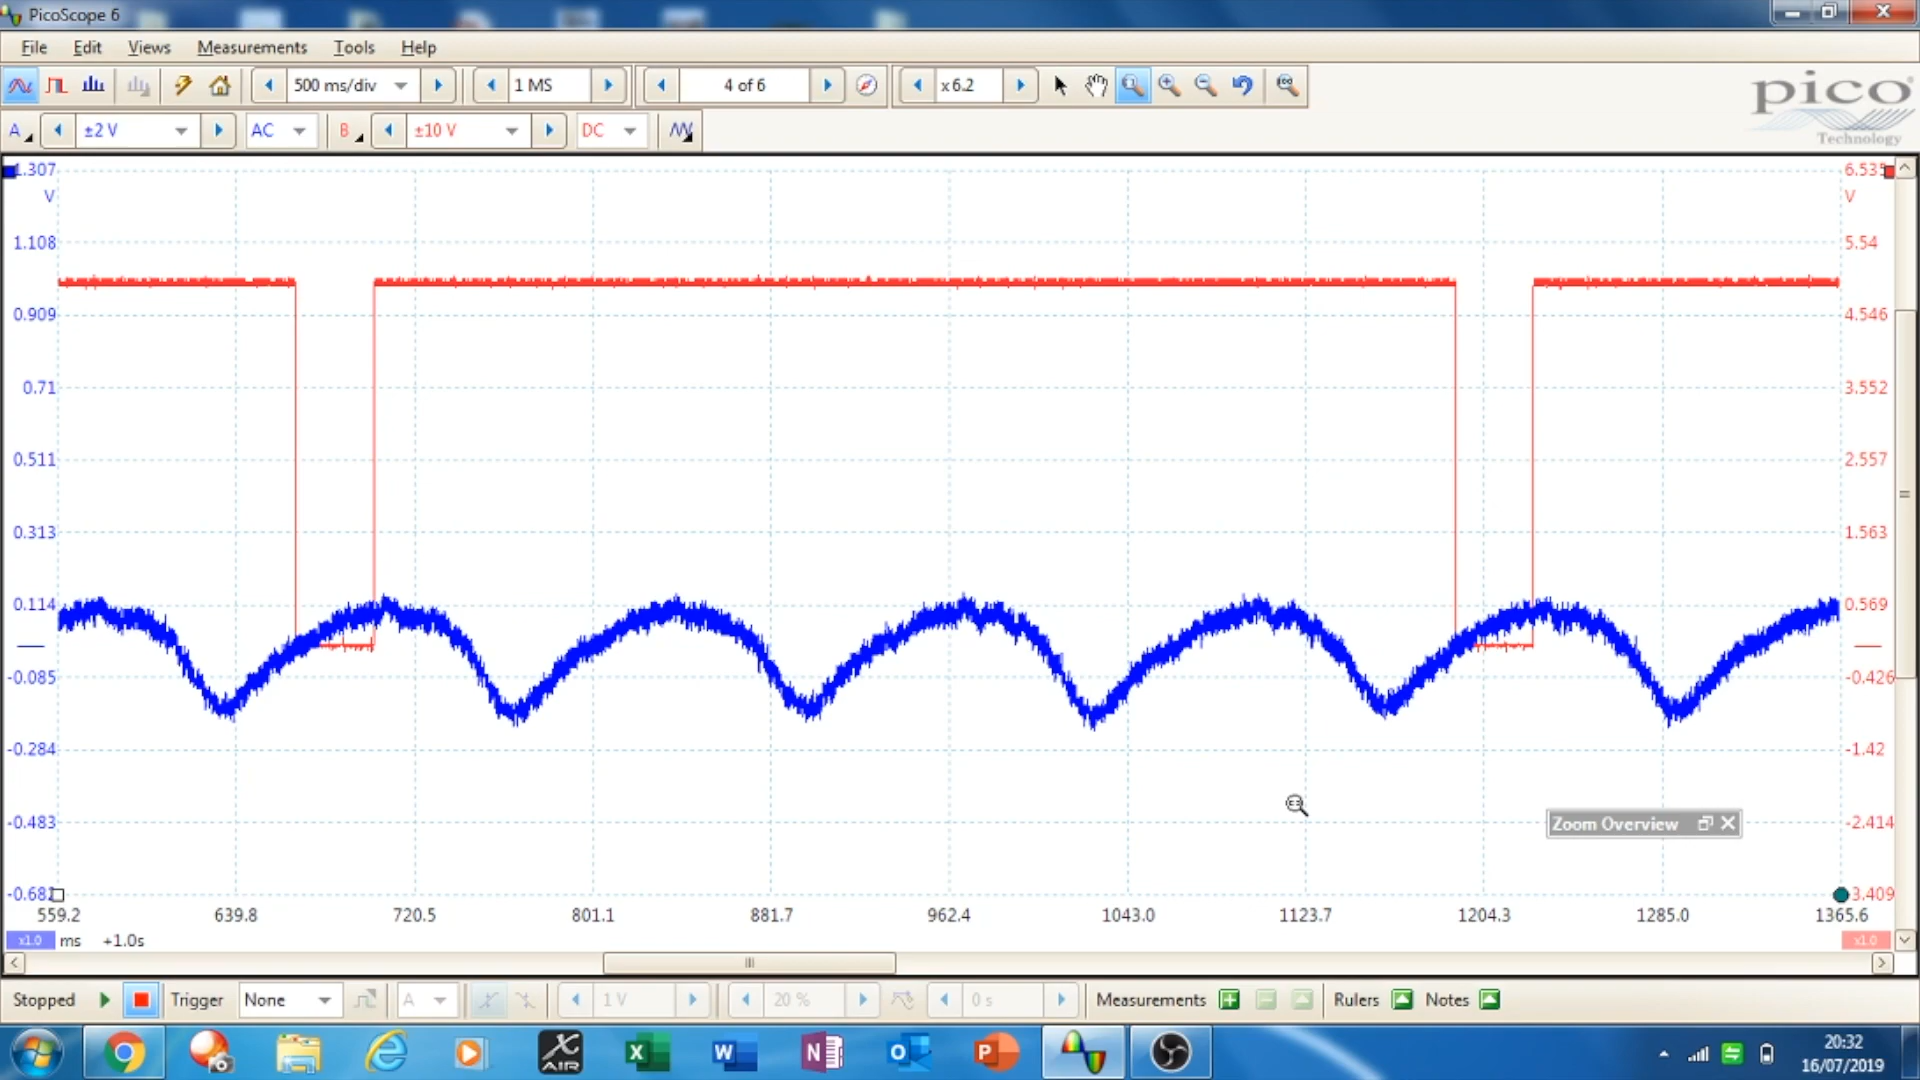 PicoScope 6
File Edit Views Measurements Tools Help
500 ms/div 1 MS 4 of 6 x 6.2
A ±2 V AC B ±10 V DC
pico
Technology
1.307 6.535
V V
1.108 5.54
0.909 4.546
0.71 3.552
0.511 2.557
0.313 1.563
0.114 0.569
-0.085 -0.426
-0.284 -1.42
-0.483 Zoom Overview -2.414
-0.682 -3.409
559.2 639.8 720.5 801.1 881.7 962.4 1043.0 1123.7 1204.3 1285.0 1365.6
x1.0 ms +1.0s x1.0
Stopped Trigger None A 1 V 20 % 0 s Measurements Rulers Notes
X AIR X W N O P 20:32
16/07/2019